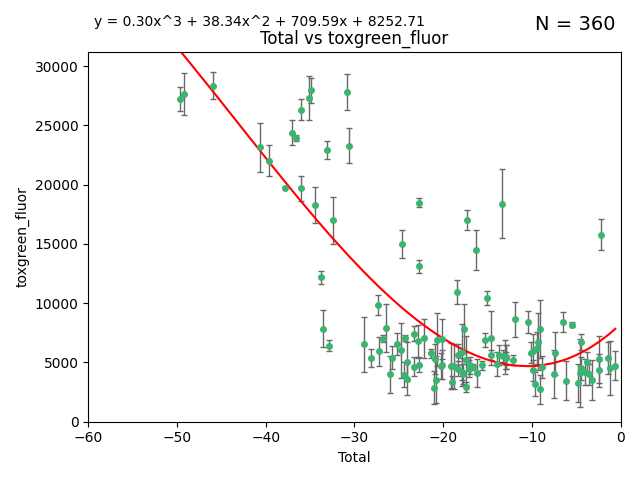 y = 0.30x^3 + 38.34x^2 + 709.59x + 8252.71
N = 360
Total vs toxgreen_fluor
toxgreen_fluor
30000
25000
20000
15000
10000
5000
0
−60
−50
−40
−30
−20
−10
0
Total